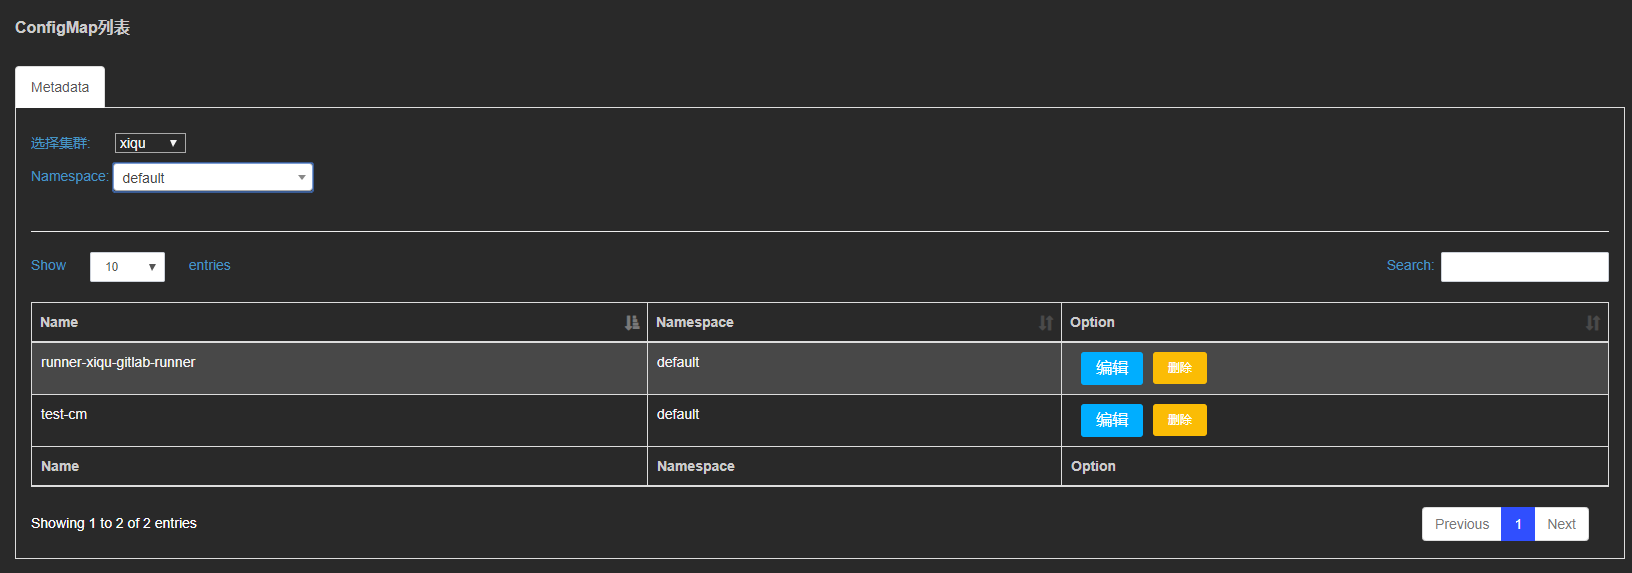 ConfigMap列表
Metadata
选择集群: xiqu
Namespace: default
Show 10 entries Search:
Name Namespace Option
runner-xiqu-gitlab-runner default 编辑 删除
test-cm default 编辑 删除
Name Namespace Option
Showing 1 to 2 of 2 entries Previous 1 Next